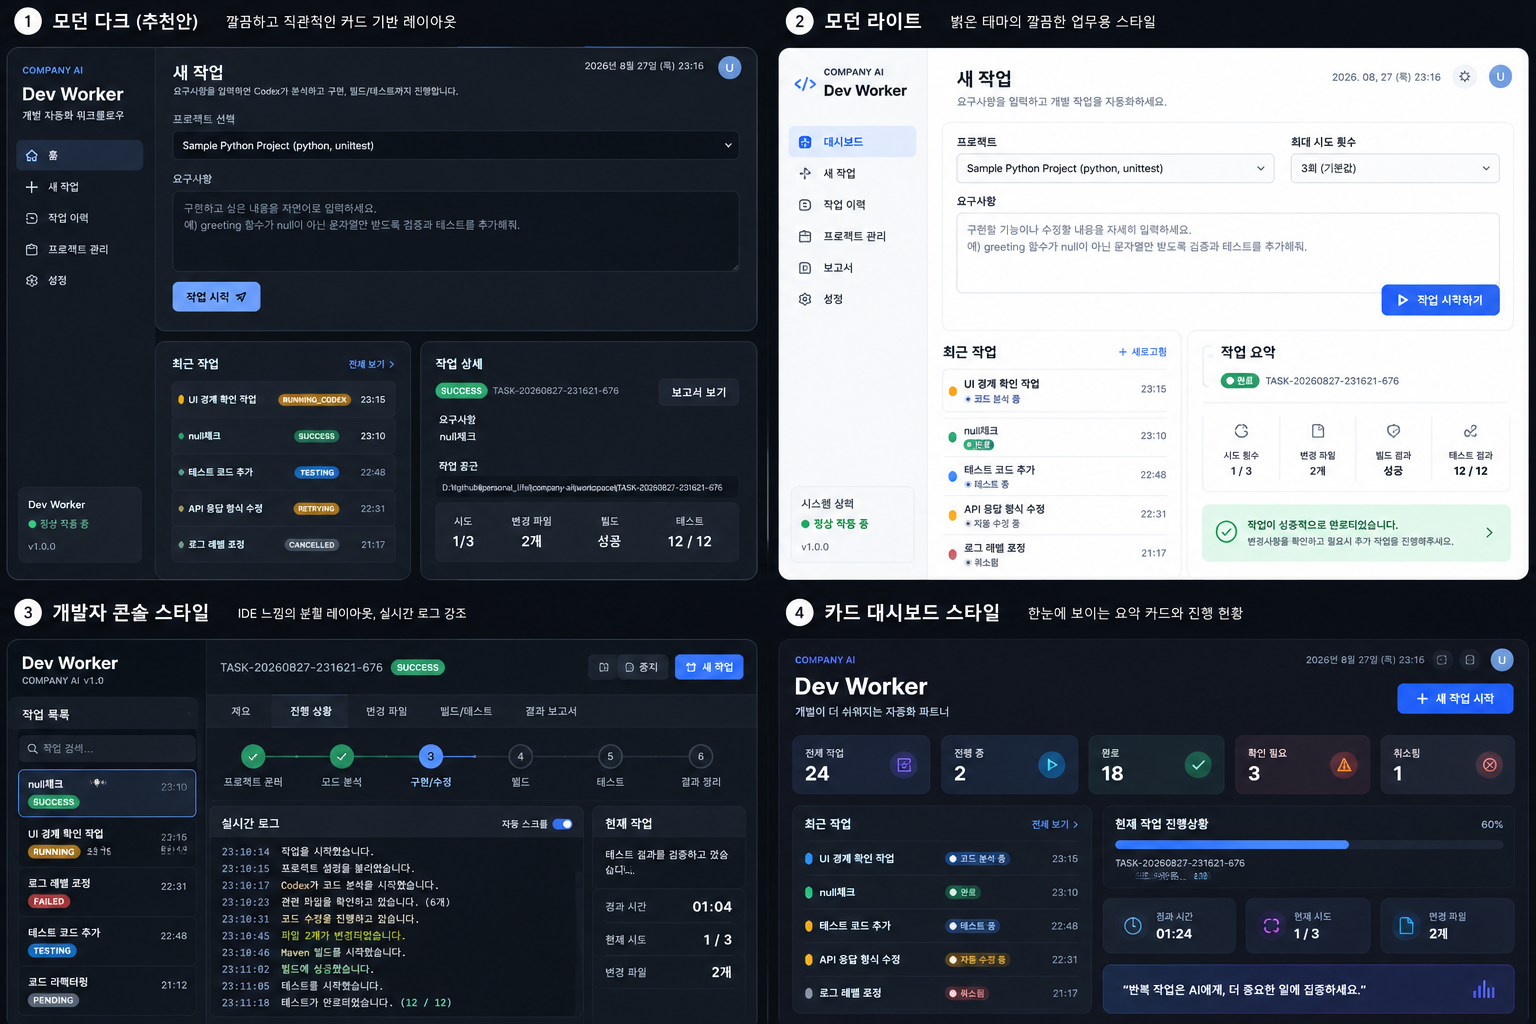 1 모던 다크 (추천안) 깔끔하고 직관적인 카드 기반 레이아웃
COMPANY AI
Dev Worker
개발 자동화 워크플로우
홈
새 작업
작업 이력
프로젝트 관리
설정
Dev Worker
정상 작동 중
v1.0.0
새 작업
2026년 8월 27일 (목) 23:16
U
요구사항을 입력하면 Codex가 분석하고 구현, 빌드/테스트까지 진행합니다.
프로젝트 선택
Sample Python Project (python, unittest)
요구사항
구현하고 싶은 내용을 자연어로 입력하세요.
예) greeting 함수가 null이 아닌 문자열만 받도록 검증과 테스트를 추가해줘.
작업 시작
최근 작업 전체 보기 >
UI 경계 확인 작업 RUNNING_CODEX 23:15
null체크 SUCCESS 23:10
테스트 코드 추가 TESTING 22:48
API 응답 형식 수정 RETRYING 22:31
로그 레벨 조정 CANCELLED 21:17
작업 상세
SUCCESS TASK-20260827-231621-676 보고서 보기
요구사항
null체크
작업 공간
시도 변경 파일 빌드 테스트
1/3 2개 성공 12 / 12
2 모던 라이트 밝은 테마의 깔끔한 업무용 스타일
</> COMPANY AI
Dev Worker
대시보드
새 작업
작업 이력
프로젝트 관리
보고서
설정
시스템 상태
정상 작동 중
v1.0.0
새 작업
2026. 08, 27 (목) 23:16
U
요구사항을 입력하고 개발 작업을 자동화하세요.
프로젝트 최대 시도 횟수
Sample Python Project (python, unittest) 3회 (기본값)
요구사항
구현할 기능이나 수정할 내용을 자세히 입력하세요.
예) greeting 함수가 null이 아닌 문자열만 받도록 검증과 테스트를 추가해줘.
작업 시작하기
최근 작업 + 새로고침
UI 경계 확인 작업 23:15
코드 분석 중
null체크 23:10
테스트 코드 추가 22:48
테스트 중
API 응답 형식 수정 22:31
자동 수정 중
로그 레벨 조정 21:17
취소됨
작업 요약
완료 TASK-20260827-231621-676
시도 횟수 변경 파일 빌드 결과 테스트 결과
1 / 3 2개 성공 12 / 12
작업이 성공적으로 완료되었습니다.
변경사항을 확인하고 필요시 추가 작업을 진행해주세요.
3 개발자 콘솔 스타일 IDE 느낌의 분할 레이아웃, 실시간 로그 강조
Dev Worker
COMPANY AI v1.0
작업 목록
작업 검색...
null체크 23:10
SUCCESS
UI 경계 확인 작업 23:15
RUNNING
로그 레벨 조정 22:31
FAILED
테스트 코드 추가 22:48
TESTING
코드 리팩터링 21:12
PENDING
TASK-20260827-231621-676 SUCCESS
중지
새 작업
개요 진행 상황 변경 파일 빌드/테스트 결과 보고서
3 4 5 6
프로젝트 준비 코드 분석 구현/수정 빌드 테스트 결과 정리
실시간 로그 자동 스크롤
23:10:14 작업을 시작했습니다.
23:10:15 프로젝트 설정을 불러왔습니다.
23:10:17 Codex가 코드 분석을 시작했습니다.
23:10:23 관련 파일을 확인하고 있습니다. (6개)
23:10:31 코드 수정을 진행하고 있습니다.
23:10:45 파일 2개가 변경되었습니다.
23:10:46 Maven 빌드를 시작했습니다.
23:11:02 빌드에 성공했습니다.
23:11:05 테스트를 시작했습니다.
23:11:18 테스트가 완료되었습니다. (12 / 12)
현재 작업
테스트 결과를 검증하고 있습
니다...
경과 시간 01:04
현재 시도 1 / 3
변경 파일 2개
4 카드 대시보드 스타일 한눈에 보이는 요약 카드와 진행 현황
COMPANY AI
Dev Worker
개발이 더 쉬워지는 자동화 파트너
2026년 8월 27일 (목) 23:16
U
+ 새 작업 시작
전체 작업 진행 중 완료 확인 필요 취소됨
24 2 18 3 1
최근 작업 전체 보기 >
UI 경계 확인 작업 코드 분석 중 23:15
null체크 완료 23:10
테스트 코드 추가 테스트 중 22:48
API 응답 형식 수정 자동 수정 중 22:31
로그 레벨 조정 취소됨 21:17
현재 작업 진행상황 60%
TASK-20260827-231621-676
경과 시간 현재 시도 변경 파일
01:24 1 / 3 2개
"반복 작업은 AI에게, 더 중요한 일에 집중하세요."